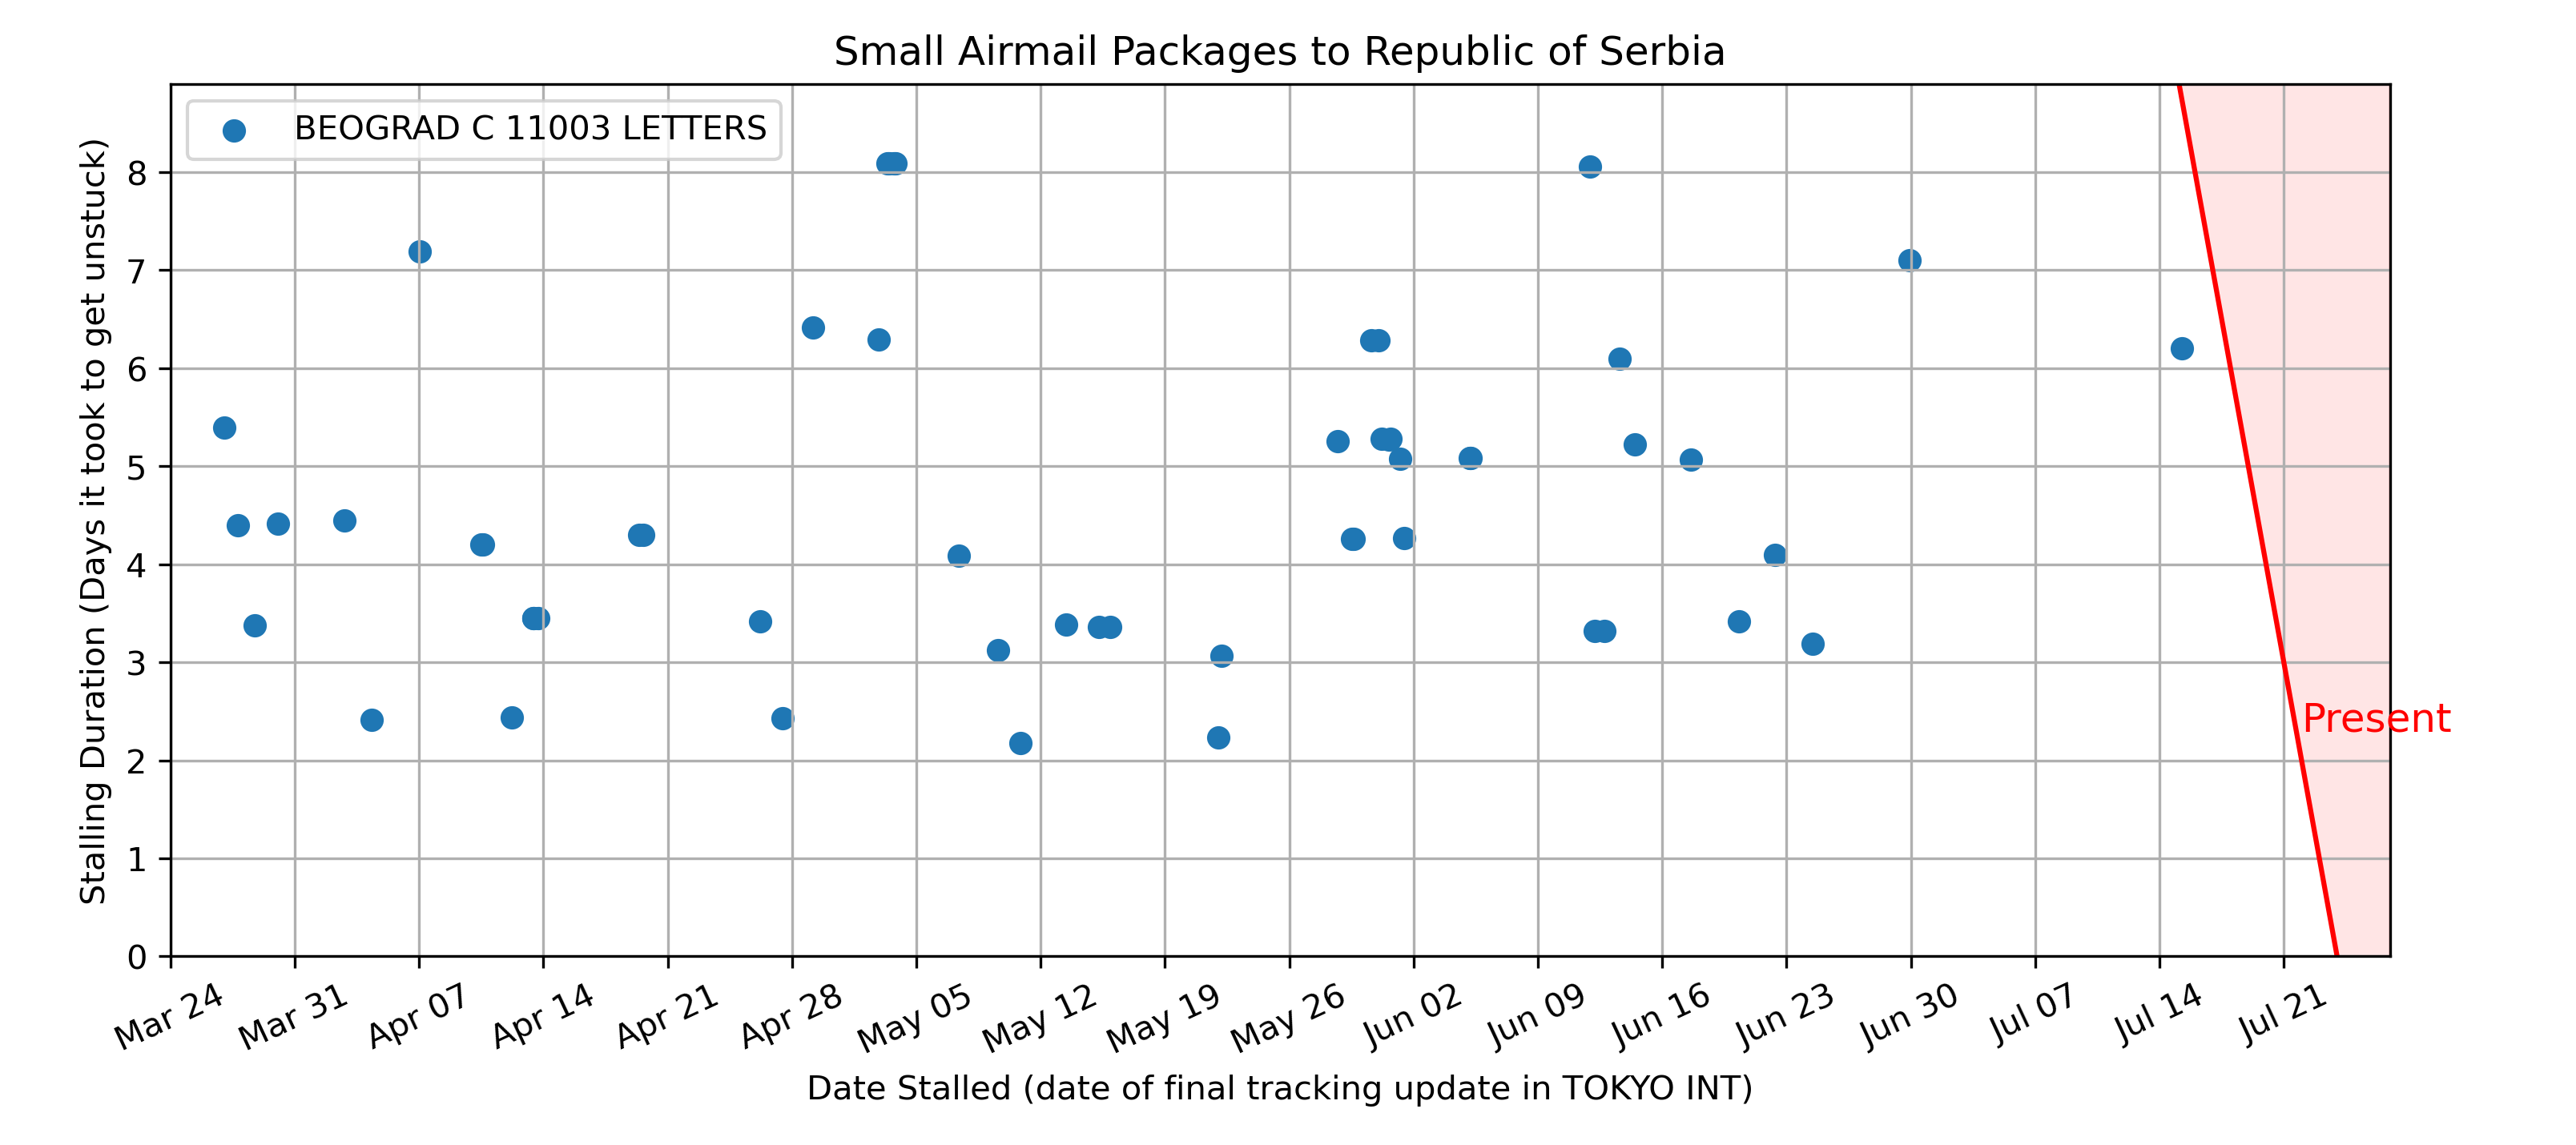 Small Airmail Packages to Republic of Serbia
BEOGRAD C 11003 LETTERS
Stalling Duration (Days it took to get unstuck)
8
7
6
5
4
3
2
1
0
Present
Mar 24
Mar 31
Apr 07
Apr 14
Apr 21
Apr 28
May 05
May 12
May 19
May 26
Jun 02
Jun 09
Jun 16
Jun 23
Jun 30
Jul 07
Jul 14
Jul 21
Date Stalled (date of final tracking update in TOKYO INT)